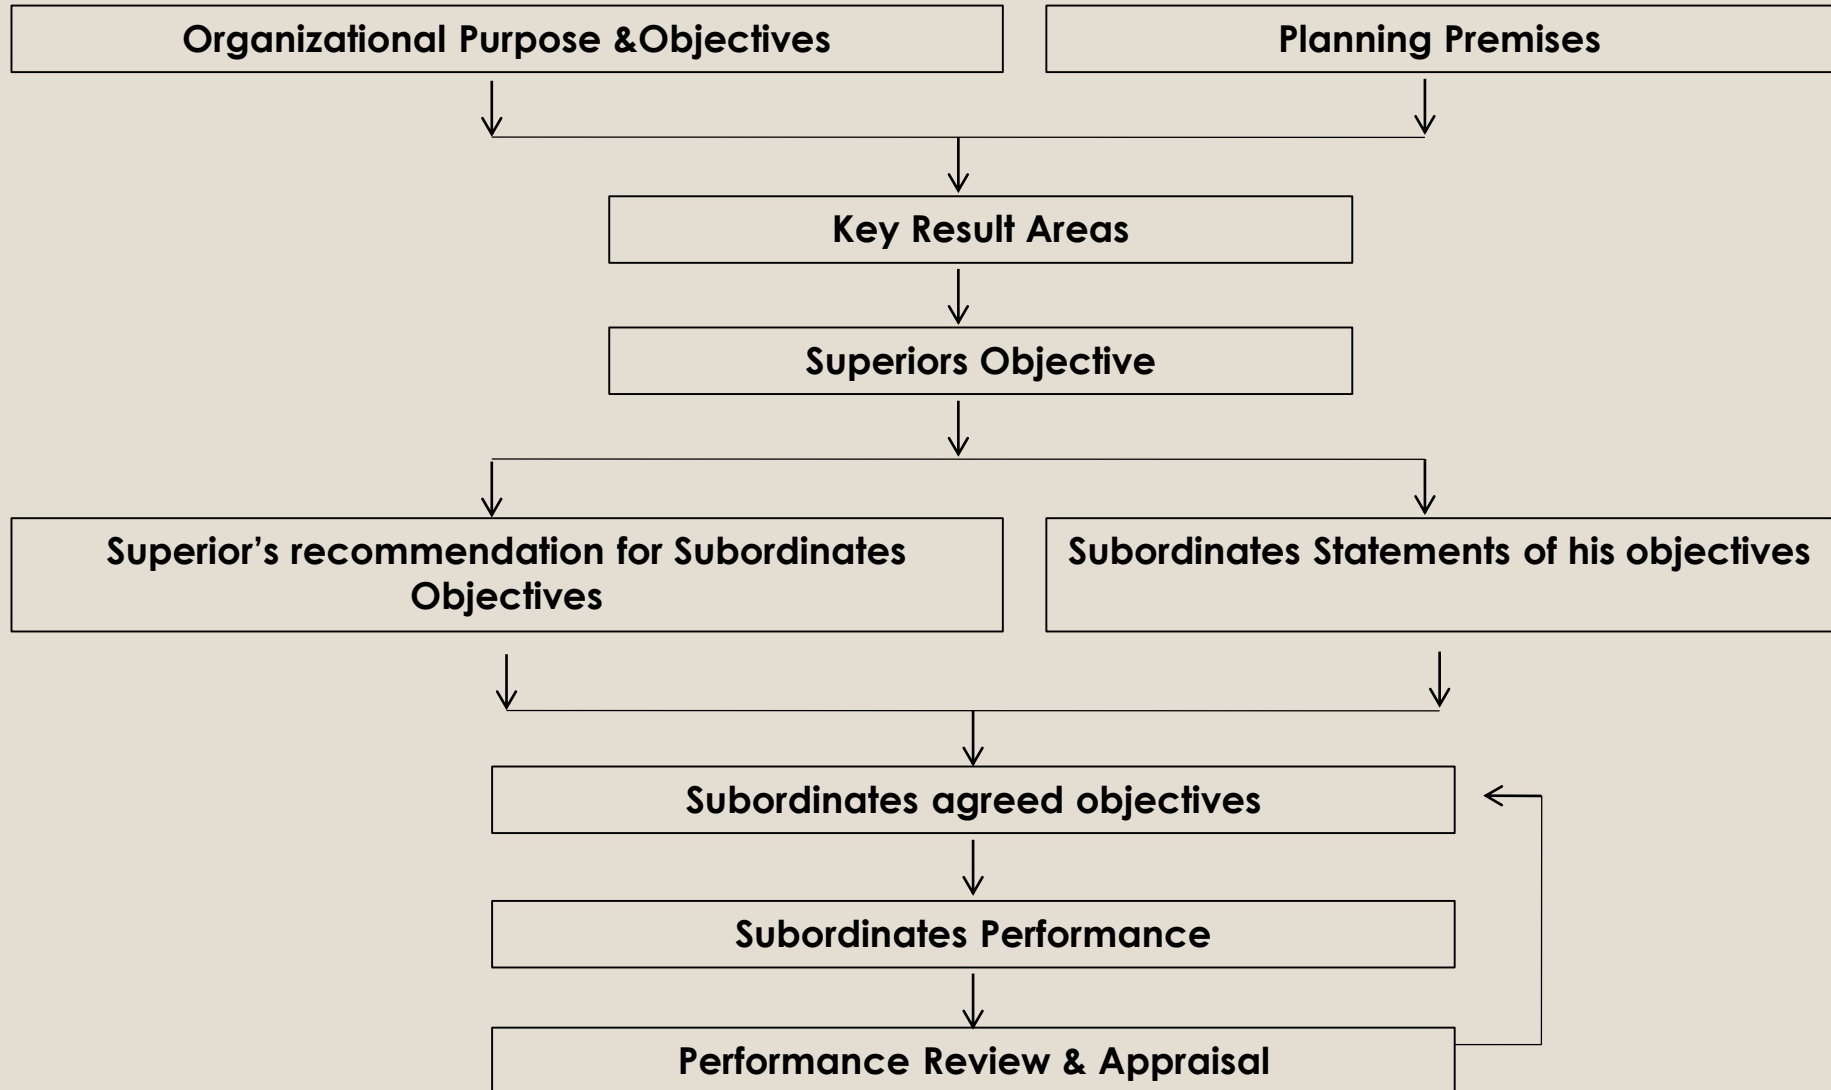 Organizational Purpose &Objectives
Planning Premises
Key Result Areas
Superiors Objective
Superior’s recommendation for Subordinates
Objectives
Subordinates Statements of his objectives
Subordinates agreed objectives
Subordinates Performance
Performance Review & Appraisal